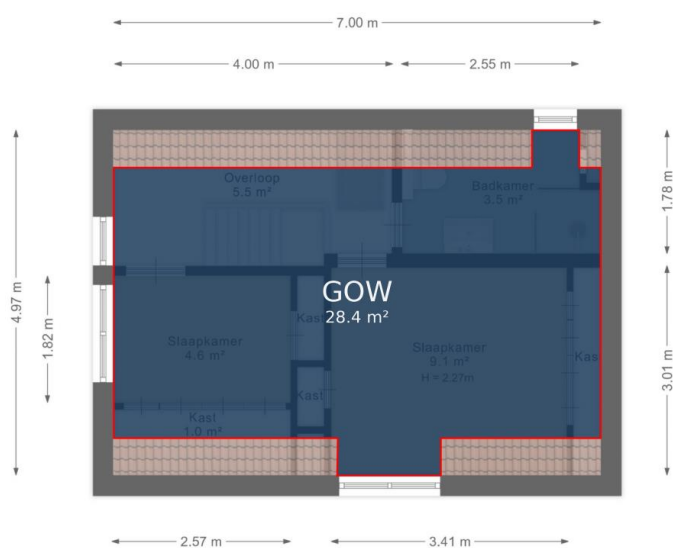 7.00 m
4.00 m
2.55 m
Overloop
5.5 m²
Badkamer
3.5 m²
1.78 m
4.97 m
1.82 m
GOW
28.4 m²
Kast
Slaapkamer
4.6 m²
Slaapkamer
9.1 m²
H = 2.27m
Kas
3.01 m
Kast
Kast
1.0 m²
2.57 m
3.41 m